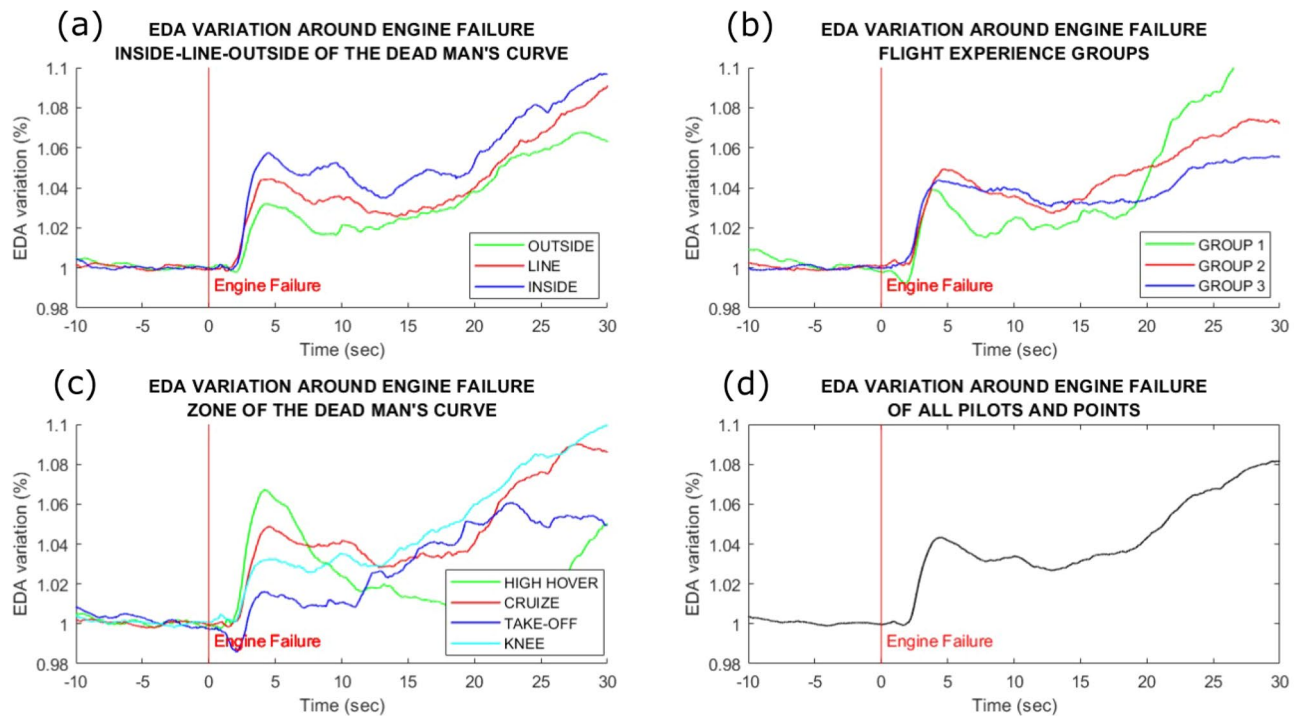 (a)
EDA VARIATION AROUND ENGINE FAILURE
INSIDE-LINE-OUTSIDE OF THE DEAD MAN'S CURVE
EDA variation (%)
1.1
1.08
1.06
1.04
1.02
1
0.98
OUTSIDE
LINE
INSIDE
Engine Failure
-10 -5 0 5 10 15 20 25 30
Time (sec)
(b)
EDA VARIATION AROUND ENGINE FAILURE
FLIGHT EXPERIENCE GROUPS
EDA variation (%)
1.1
1.08
1.06
1.04
1.02
1
0.98
GROUP 1
GROUP 2
GROUP 3
Engine Failure
-10 -5 0 5 10 15 20 25 30
Time (sec)
(c)
EDA VARIATION AROUND ENGINE FAILURE
ZONE OF THE DEAD MAN'S CURVE
EDA variation (%)
1.1
1.08
1.06
1.04
1.02
1
0.98
HIGH HOVER
CRUIZE
TAKE-OFF
KNEE
Engine Failure
-10 -5 0 5 10 15 20 25 30
Time (sec)
(d)
EDA VARIATION AROUND ENGINE FAILURE
OF ALL PILOTS AND POINTS
EDA variation (%)
1.1
1.08
1.06
1.04
1.02
1
0.98
Engine Failure
-10 -5 0 5 10 15 20 25 30
Time (sec)